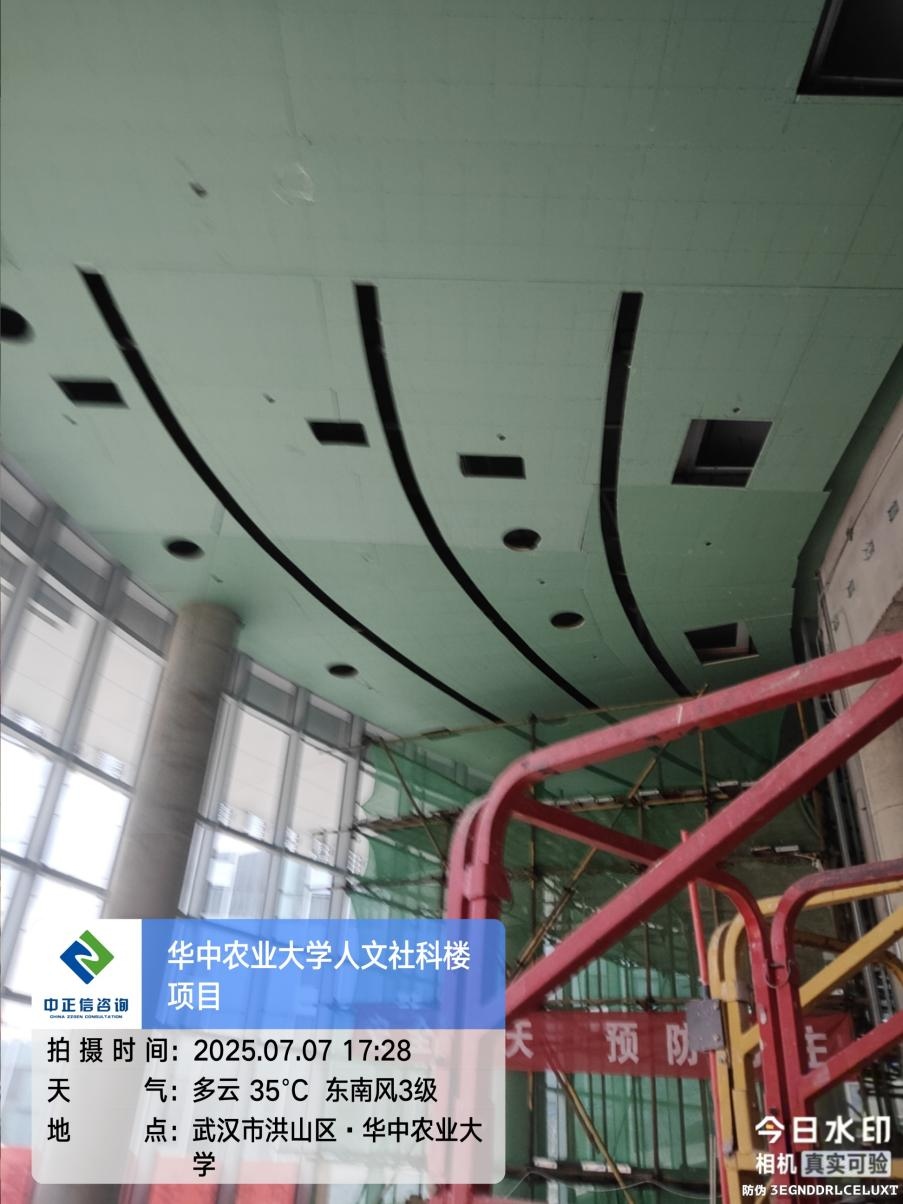 华中农业大学人文社科楼
项目
中正信咨询
CHINA ZZXIN CONSULTATION
拍摄时间：2025.07.07 17:28
天气：多云 35℃ 东南风3级
地点：武汉市洪山区·华中农业大
学
预防
今日水印
相机 真实可验
防伪 3EGNDDRLCELUXT